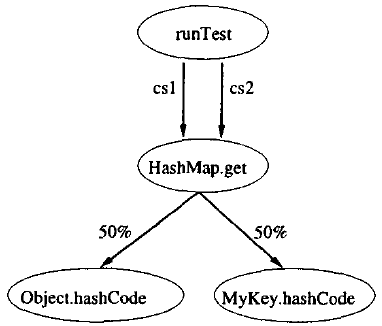 runTest
cs1 cs2
HashMap.get
50% 50%
Object.hashCode MyKey.hashCode